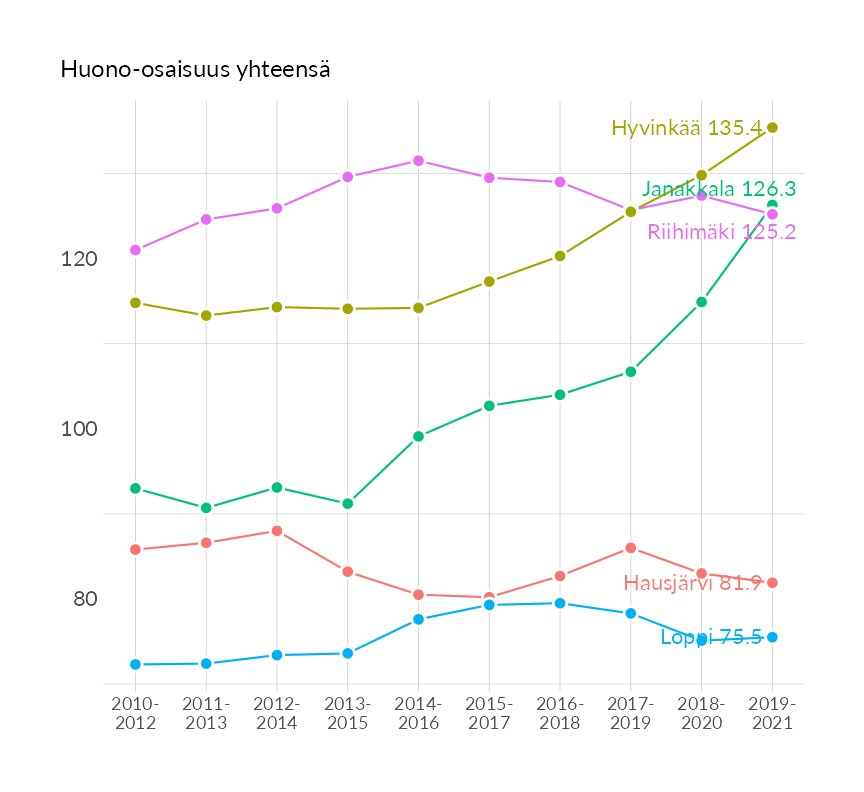 Huono-osaisuus yhteensä
Hyvinkää 135.4
Janakkala 126.3
Riihimäki 125.2
120
100
Hausjärvi 81.9
80
Loppi 75.5
2010- 2011- 2012- 2013- 2014- 2015- 2016- 2017- 2018- 2019-
2012 2013 2014 2015 2016 2017 2018 2019 2020 2021